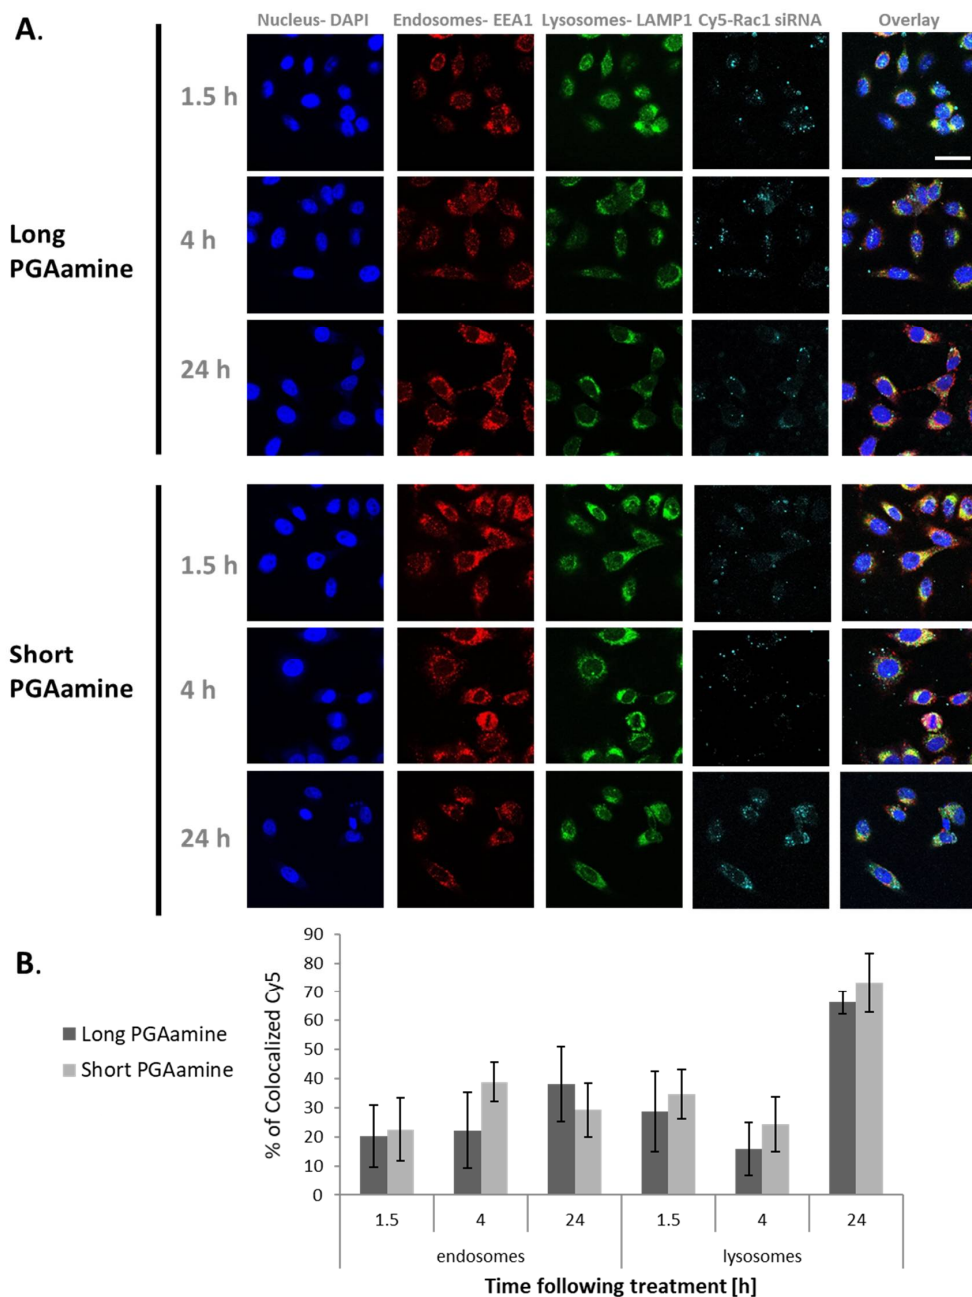 A.
Nucleus- DAPI Endosomes- EEA1 Lysosomes- LAMP1 Cy5-Rac1 siRNA Overlay
1.5 h
Long
PGAamine
4 h
24 h
1.5 h
Short
PGAamine
4 h
24 h
B.
Long PGAamine
Short PGAamine
% of Colocalized Cy5
90
80
70
60
50
40
30
20
10
0
1.5 4 24 1.5 4 24
endosomes lysosomes
Time following treatment [h]